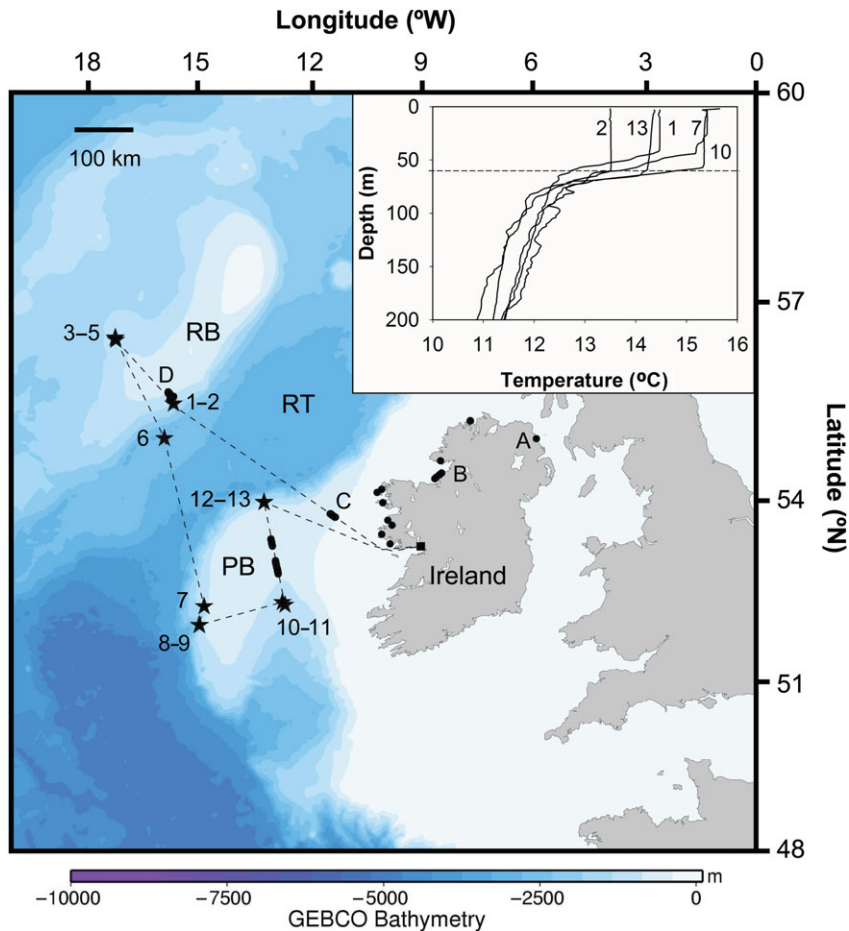 Longitude (ºW)
18 15 12 9 6 3 0
60
57
54
51
48
Latitude (ºN)
100 km
0
50
100
150
200
Depth (m)
2 13 1 7
10
10 11 12 13 14 15 16
Temperature (ºC)
3–5
RB
D
1–2
RT
6
A
B
12–13
C
PB
Ireland
7
8–9
10–11
−10000 −7500 −5000 −2500 0 m
GEBCO Bathymetry